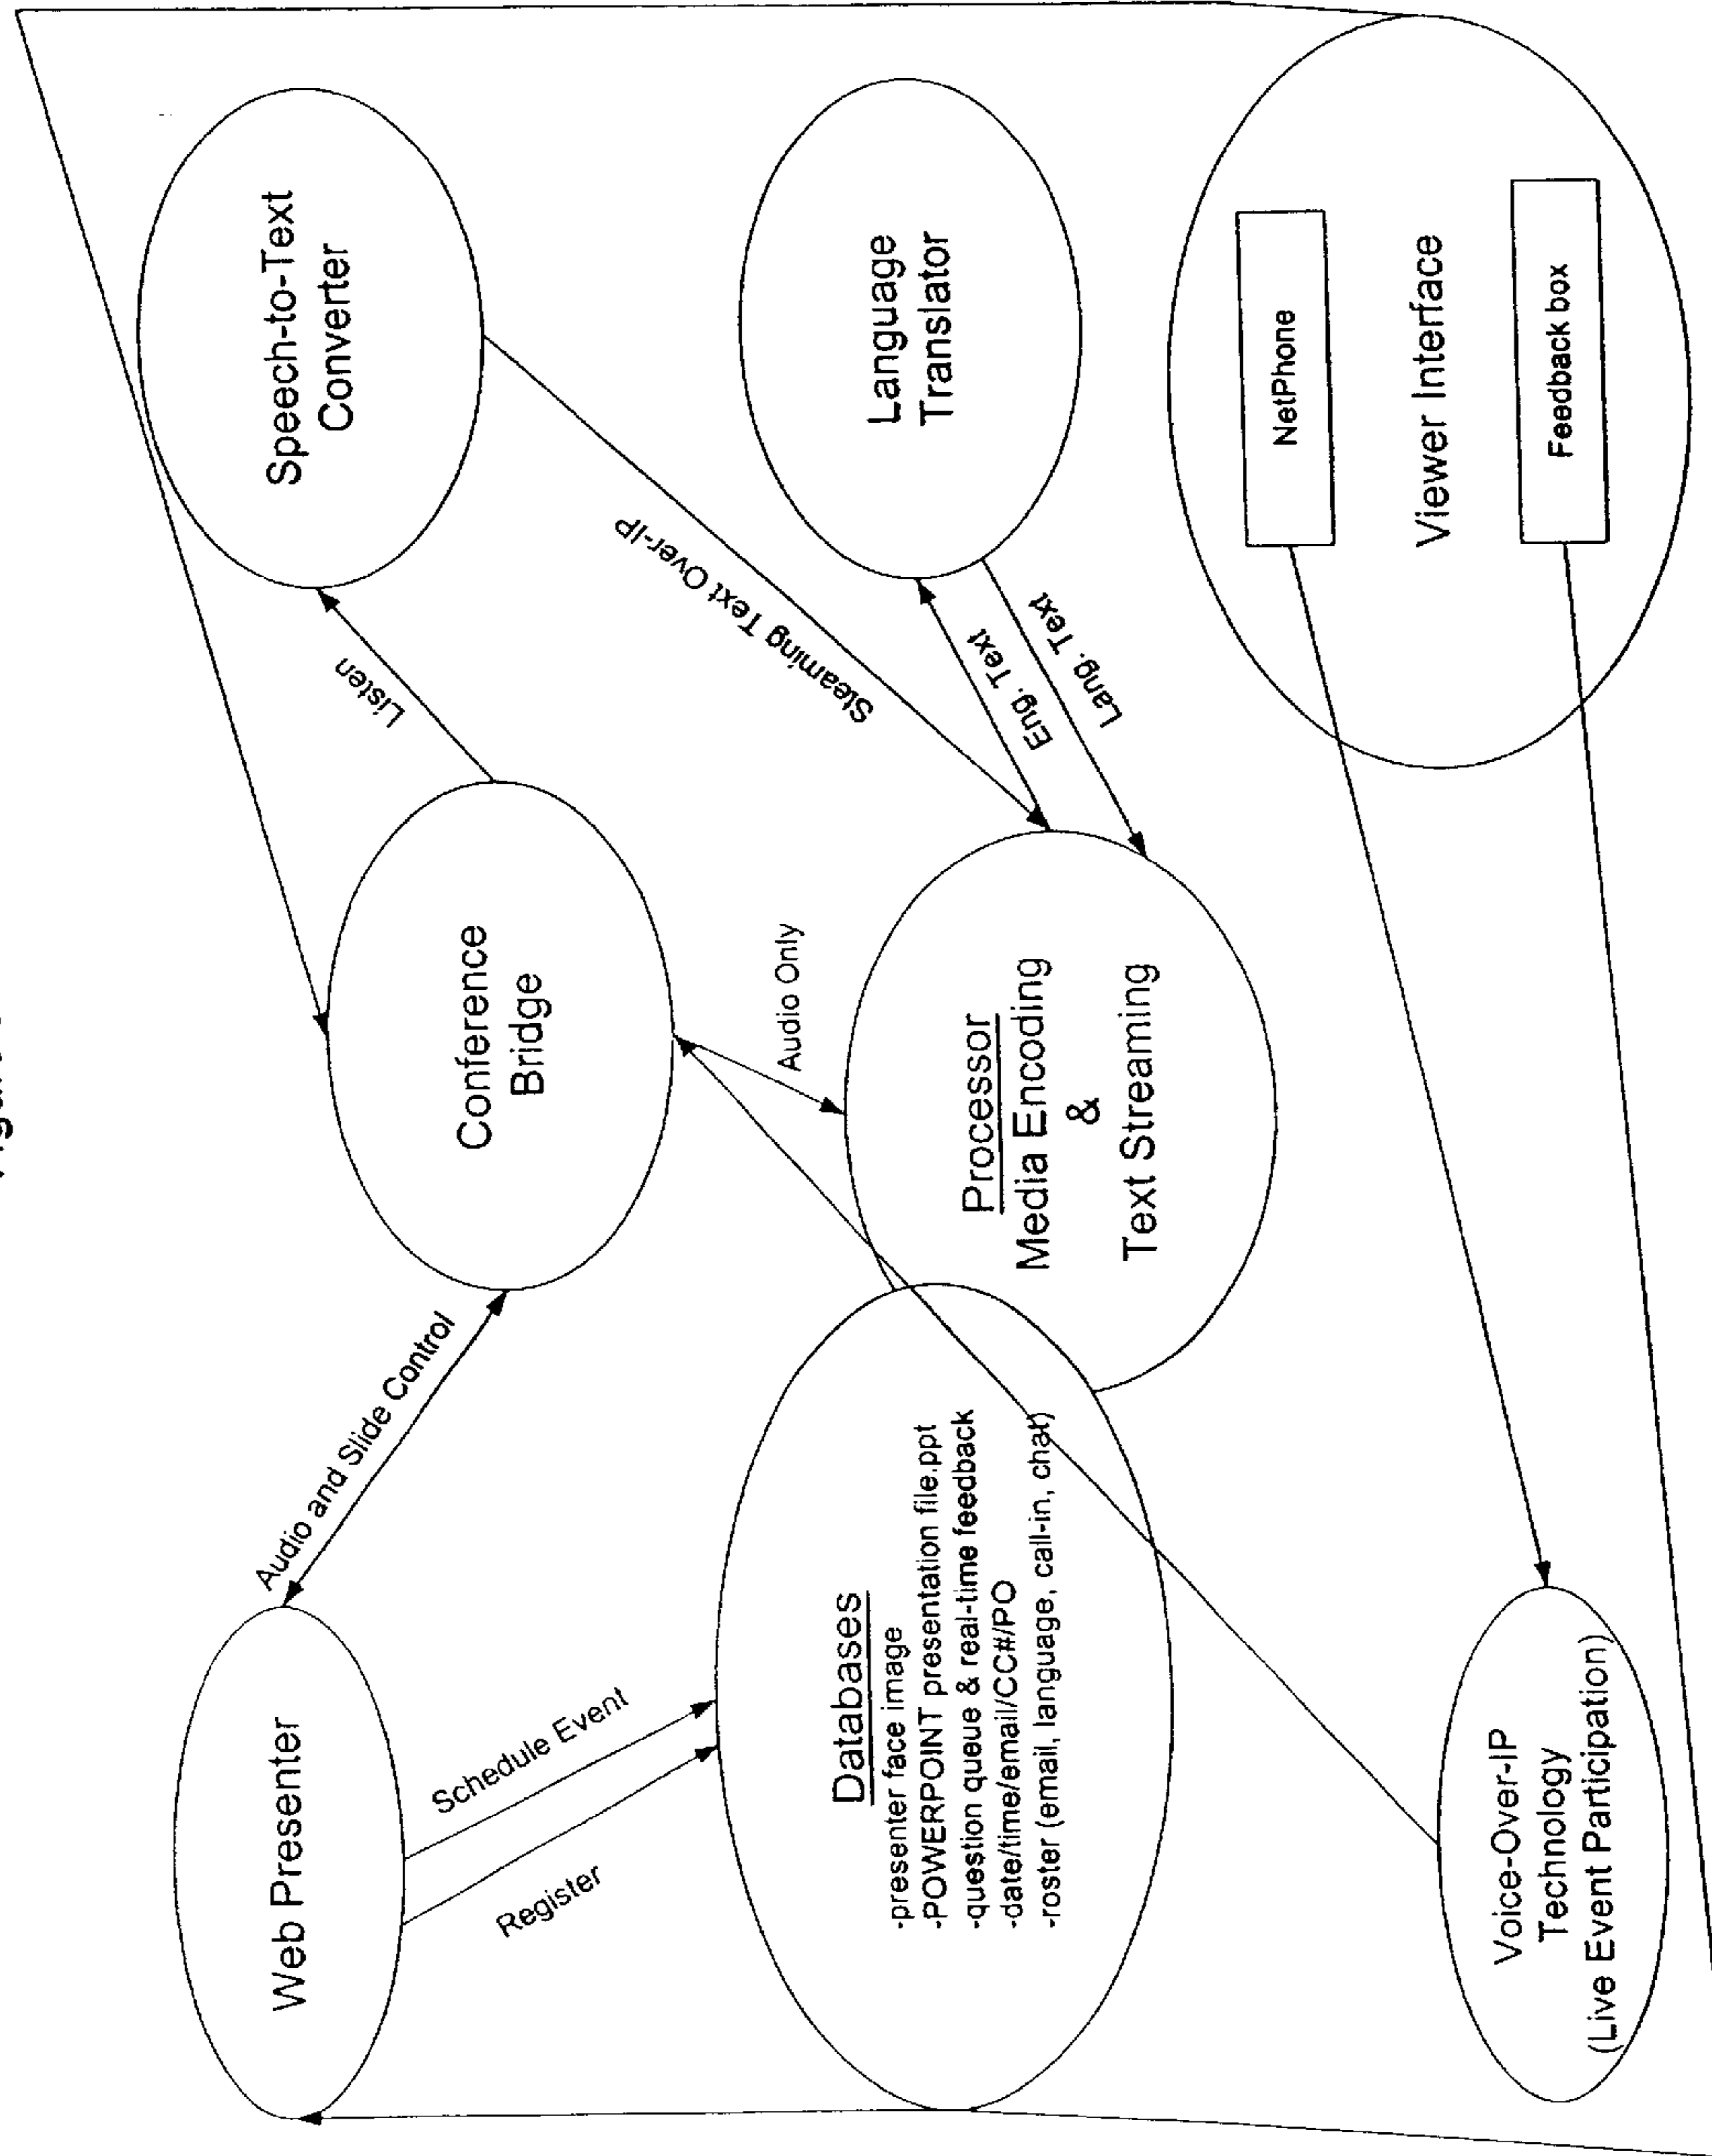 Web Presenter
Audio and Slide Control
Conference
Bridge
Listen
Speech-to-Text
Converter
Register
Schedule Event
Audio Only
Steaming Text Over-IP
Databases
-presenter face image
-POWERPOINT presentation file.ppt
-question queue & real-time feedback
-date/time/email/CC#/PO
-roster (email, language, call-in, chat)
Processor
Media Encoding
&
Text Streaming
Eng. Text
Lang. Text
Language
Translator
Voice-Over-IP
Technology
(Live Event Participation)
NetPhone
Viewer Interface
Feedback box